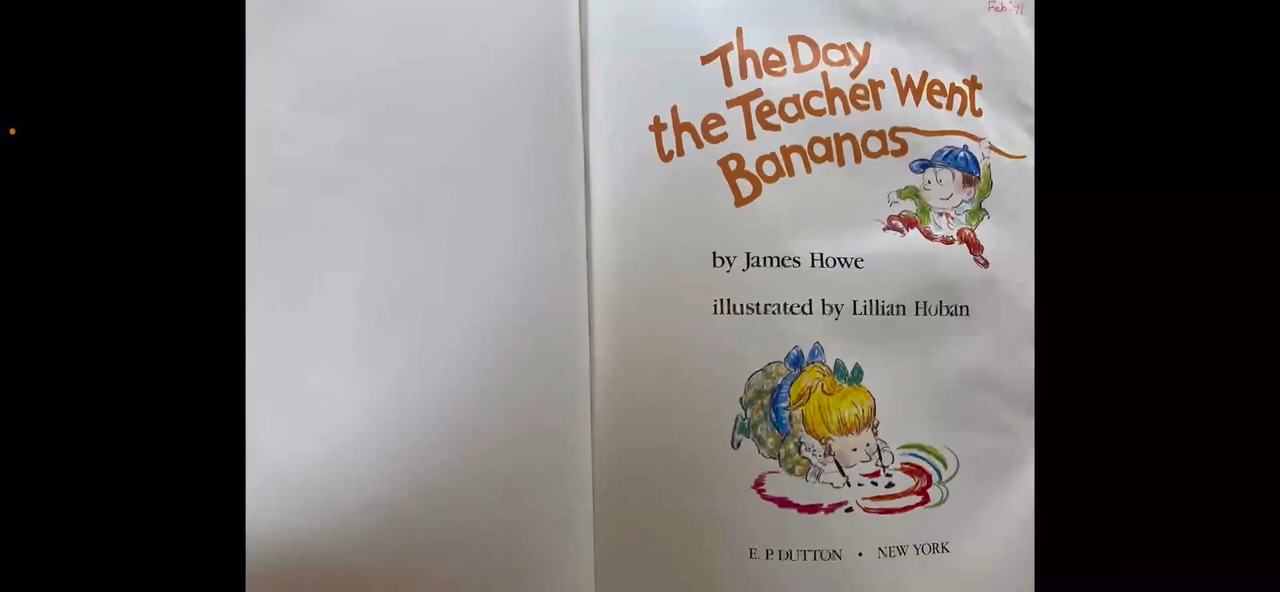 The Day
the Teacher Went
Bananas
by James Howe
illustrated by Lillian Hoban
E. P. DUTTON • NEW YORK